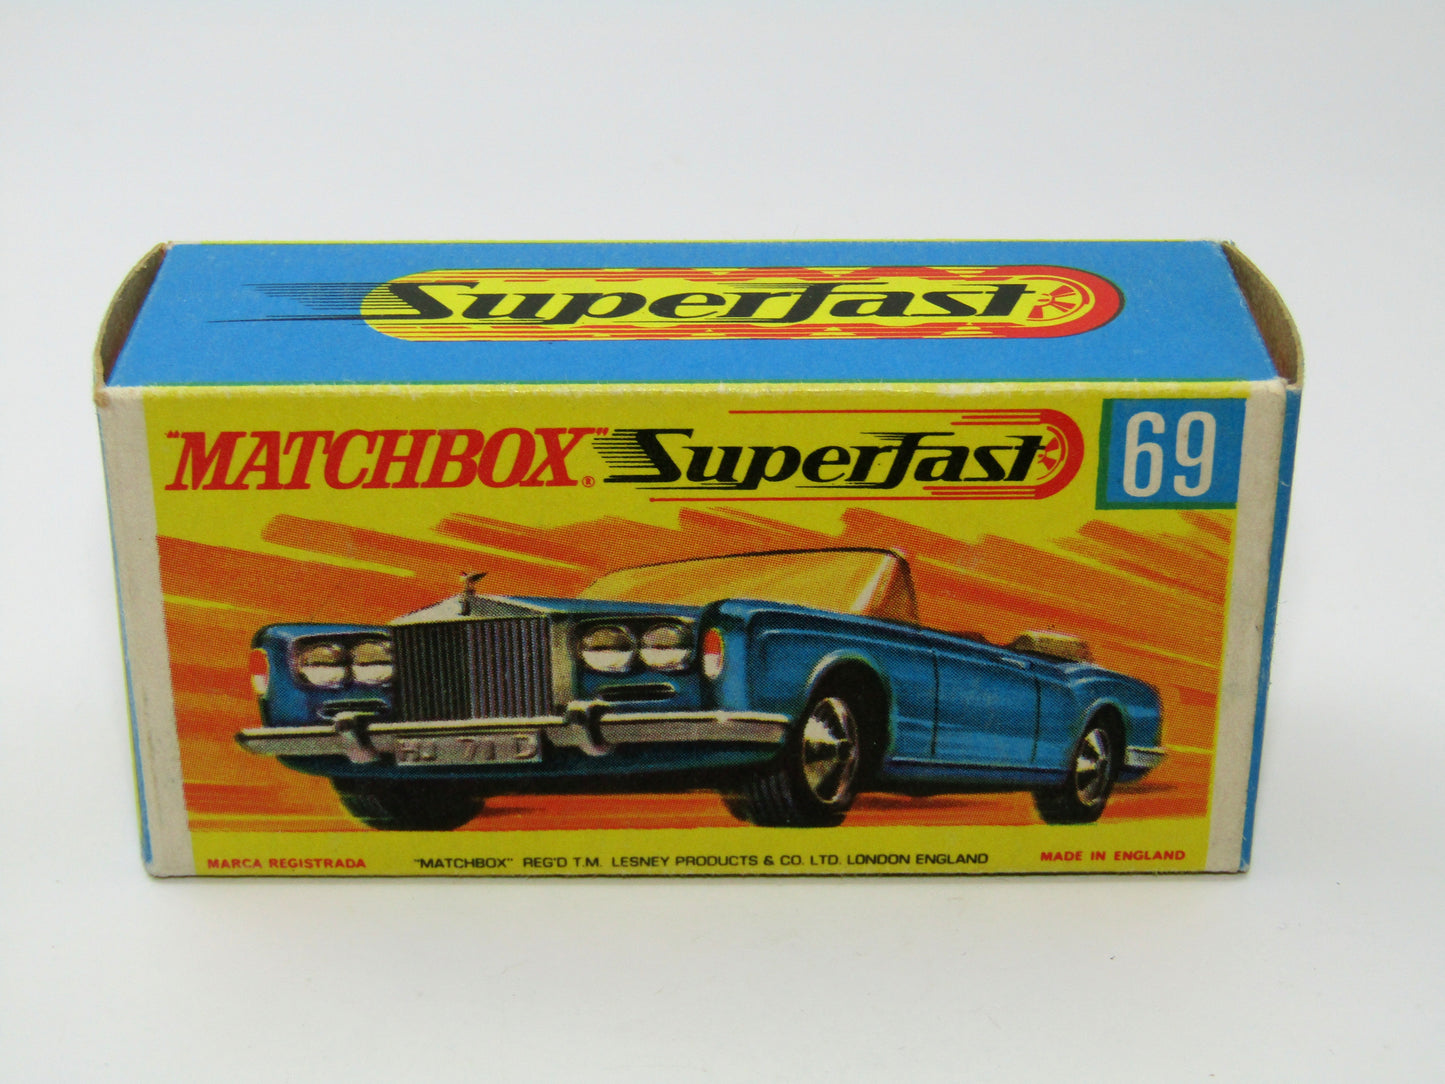 Superfast
"MATCHBOX"® Superfast 69
HJ 71 D
MARCA REGISTRADA "MATCHBOX" REG'D T.M. LESNEY PRODUCTS & CO. LTD. LONDON ENGLAND MADE IN ENGLAND